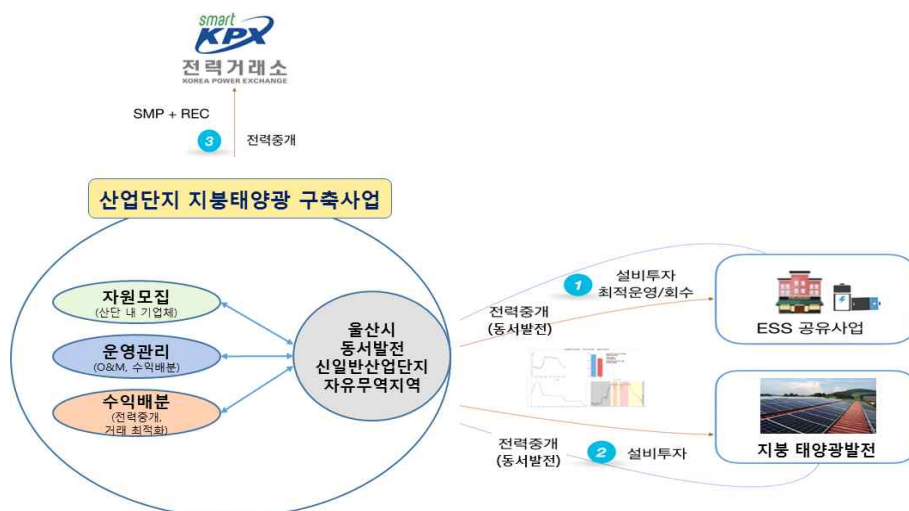 smart
KPX
전력거래소
KOREA POWER EXCHANGE
SMP + REC
3
전력중개
산업단지 지붕태양광 구축사업
자원모집
(산단 내 기업체)
운영관리
(O&M, 수익배분)
수익배분
(전력중개,
거래 최적화)
울산시
동서발전
신일반산업단지
자유무역지역
1
설비투자
최적운영/회수
전력중개
(동서발전)
ESS 공유사업
전력중개
(동서발전)
2
설비투자
지붕 태양광발전